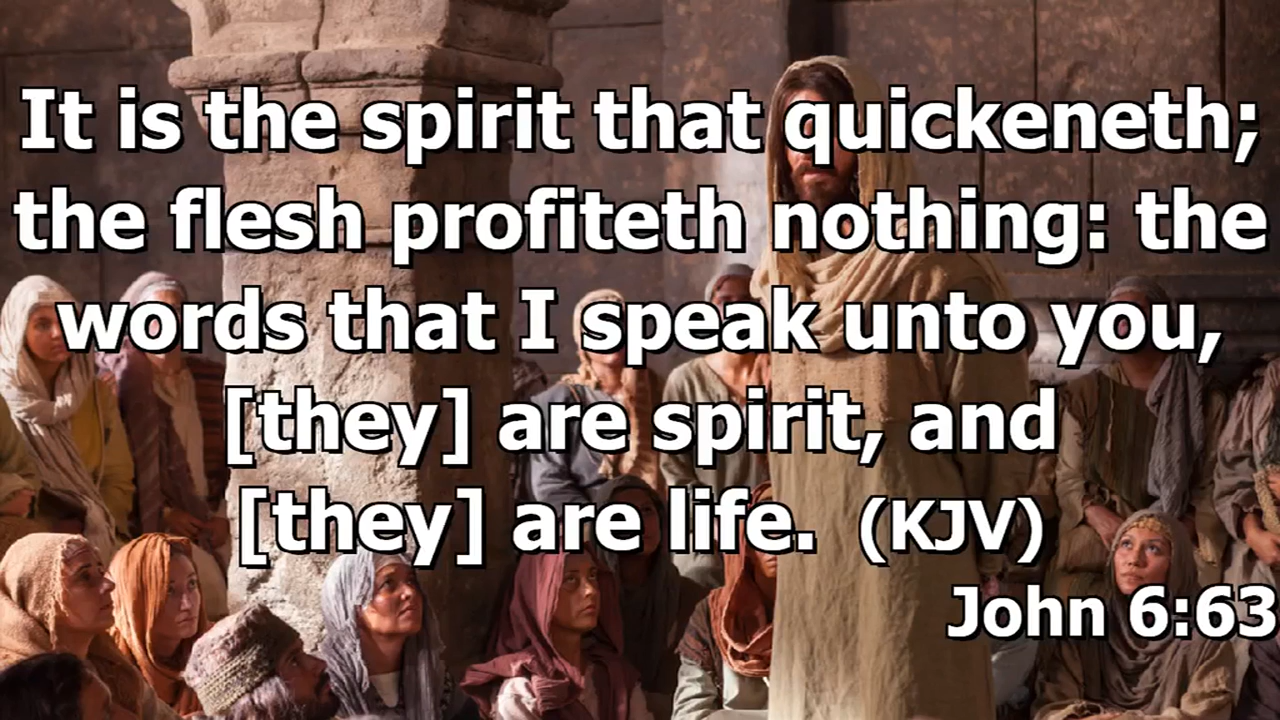 It is the spirit that quickeneth;
the flesh profiteth nothing: the
words that I speak unto you,
[they] are spirit, and
[they] are life. (KJV)
John 6:63